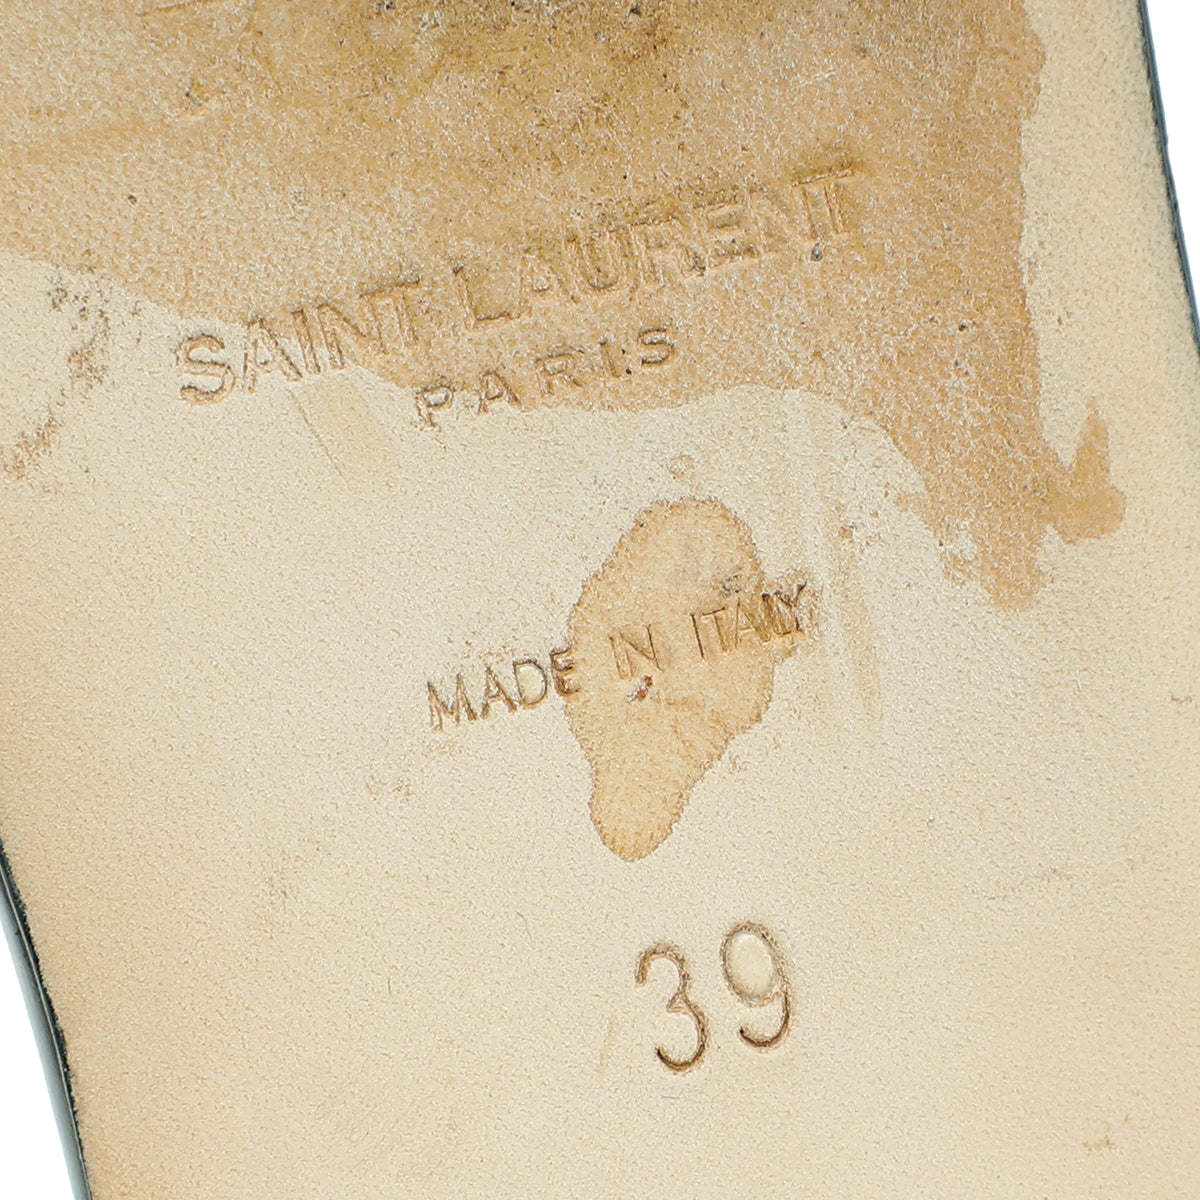 SAINT LAURENT
PARIS
MADE IN ITALY
39